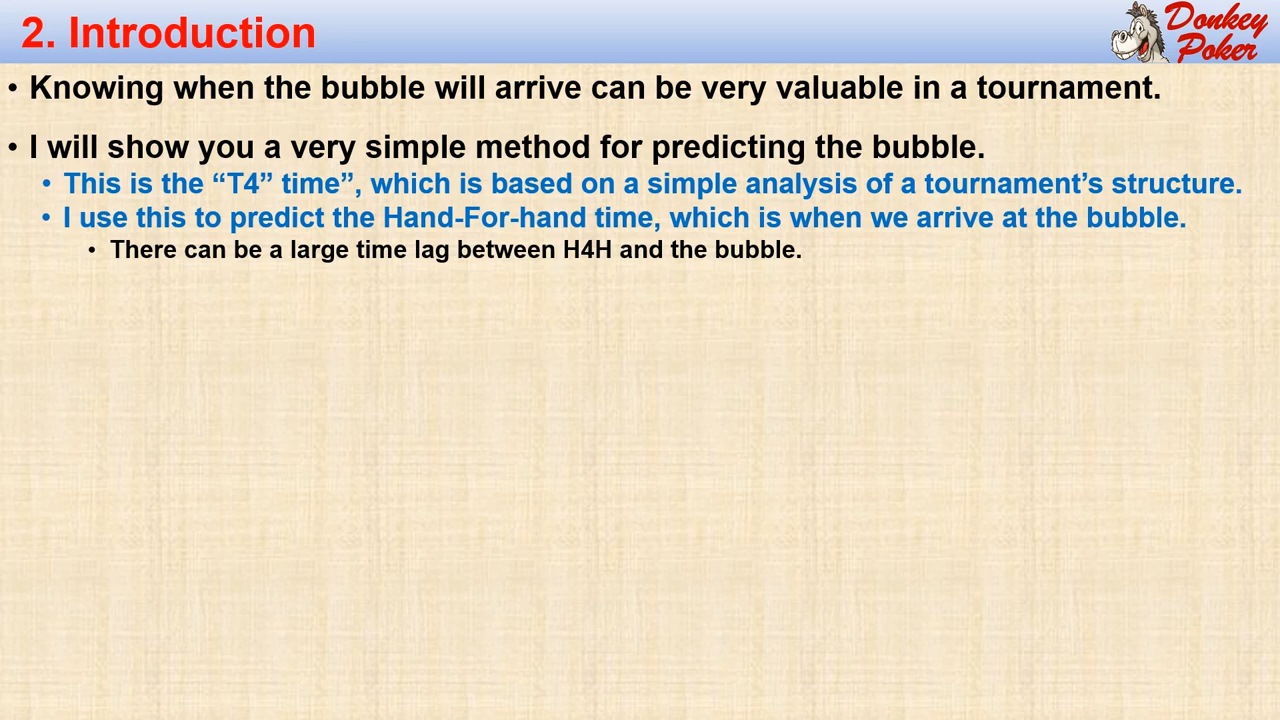 2. Introduction
Donkey
Poker
• Knowing when the bubble will arrive can be very valuable in a tournament.
• I will show you a very simple method for predicting the bubble.
• This is the “T4” time”, which is based on a simple analysis of a tournament’s structure.
• I use this to predict the Hand-For-hand time, which is when we arrive at the bubble.
• There can be a large time lag between H4H and the bubble.